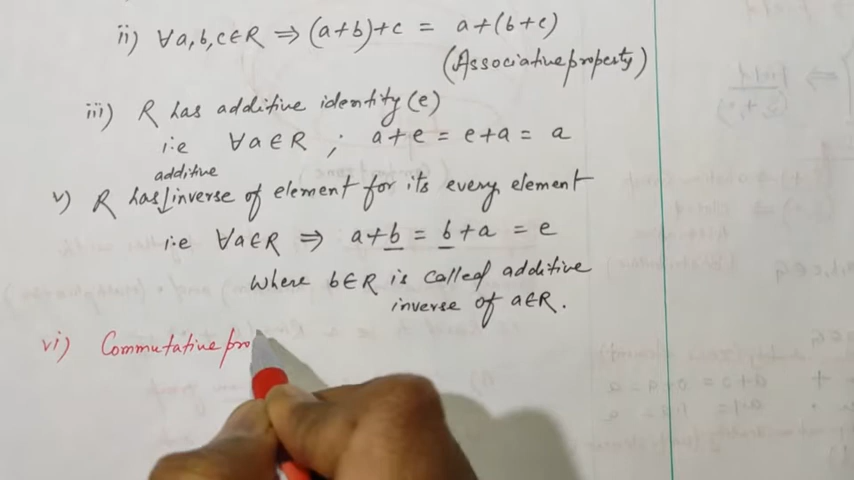 ii) ∀a,b,c∈R ⇒ (a+b)+c = a+(b+c)
(Associative property)
iii) R has additive identity (e)
i.e ∀a∈R ; a+e = e+a = a
additive
v) R has inverse of element for its every element
i.e ∀a∈R ⇒ a+b = b+a = e
where b∈R is called additive
inverse of a∈R.
vi) Commutative pro